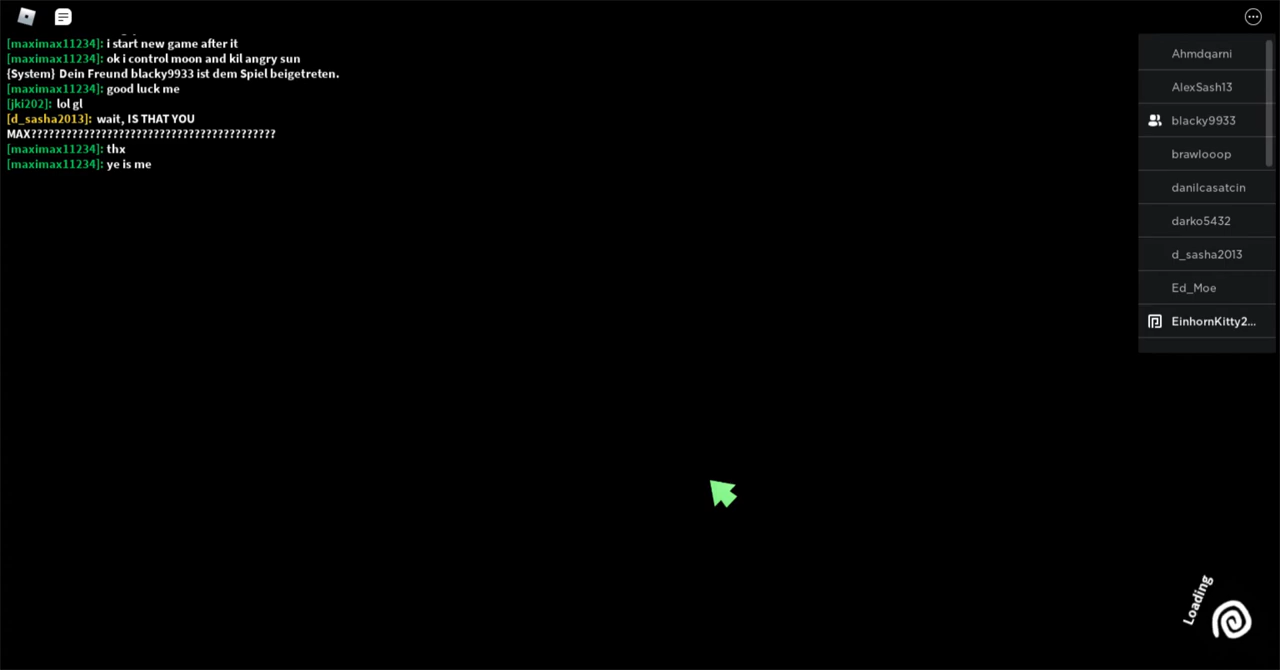 [maximax11234]: i start new game after it
[maximax11234]: ok i control moon and kil angry sun
{System} Dein Freund blacky9933 ist dem Spiel beigetreten.
[maximax11234]: good luck me
[jki202]: lol gl
[d_sasha2013]: wait, IS THAT YOU
MAX??????????????????????????????????????????
[maximax11234]: thx
[maximax11234]: ye is me
Ahmdqarni
AlexSash13
blacky9933
brawlooop
danilcasatcin
darko5432
d_sasha2013
Ed_Moe
EinhornKitty2...
Loading